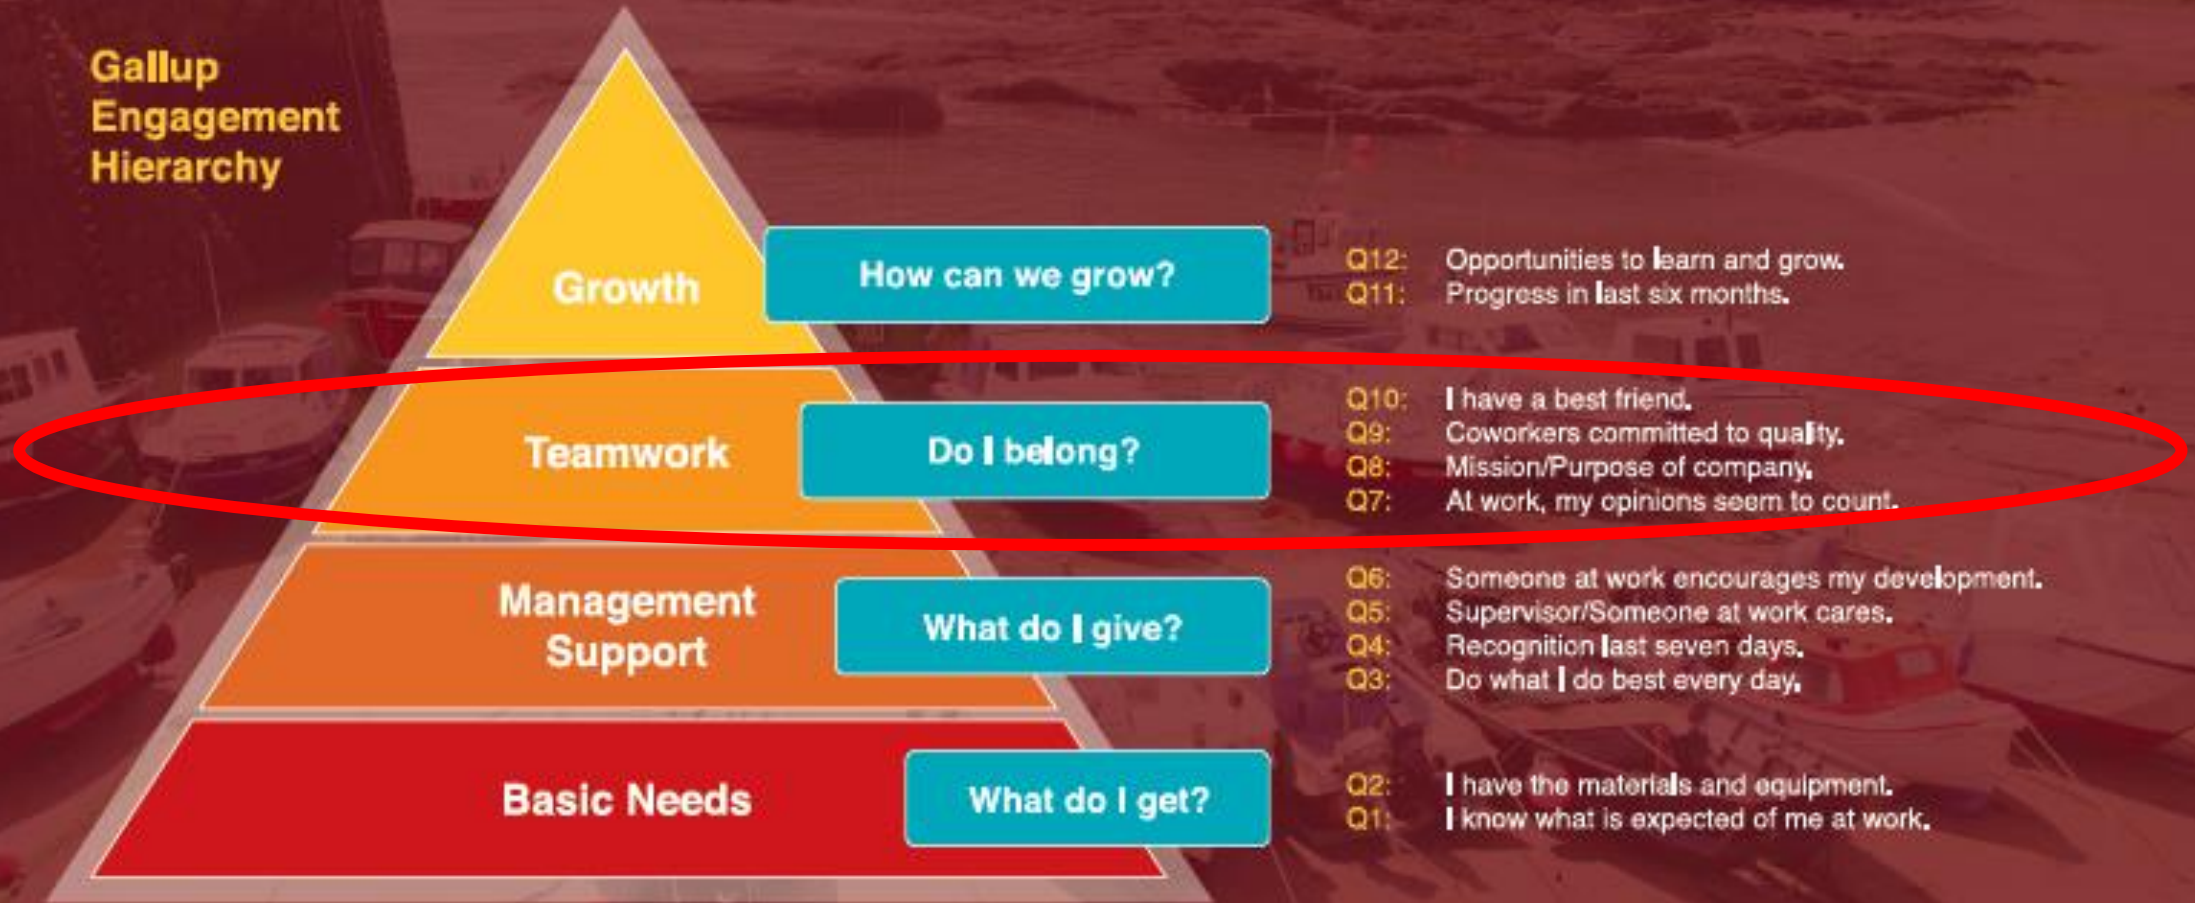 Gallup
Engagement
Hierarchy
Growth
How can we grow?
Q12: Opportunities to learn and grow.
Q11: Progress in last six months.
Teamwork
Do I belong?
Q10: I have a best friend.
Q9: Coworkers committed to quality.
Q8: Mission/Purpose of company.
Q7: At work, my opinions seem to count.
Management
Support
What do I give?
Q6: Someone at work encourages my development.
Q5: Supervisor/Someone at work cares.
Q4: Recognition last seven days.
Q3: Do what I do best every day.
Basic Needs
What do I get?
Q2: I have the materials and equipment.
Q1: I know what is expected of me at work.